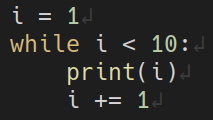 i = 1↲
while i < 10:↲
    print(i)↲
    i += 1↲